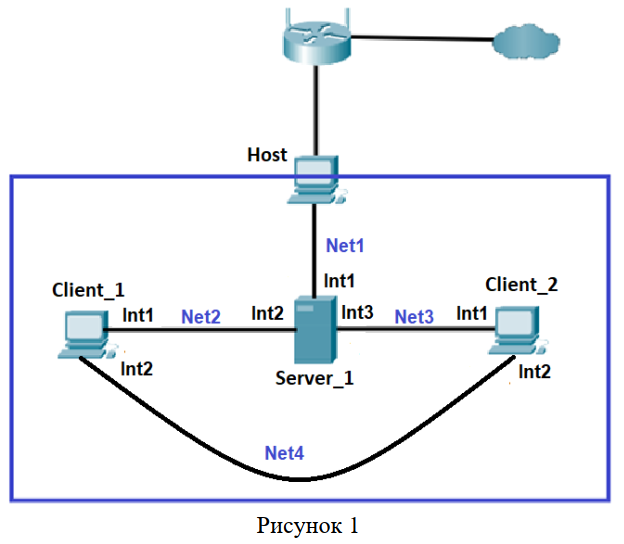 Host
Net1
Client_1
Int1
Client_2
Int1
Net2
Int2
Int3
Net3
Int1
Int2
Server_1
Int2
Net4
Рисунок 1